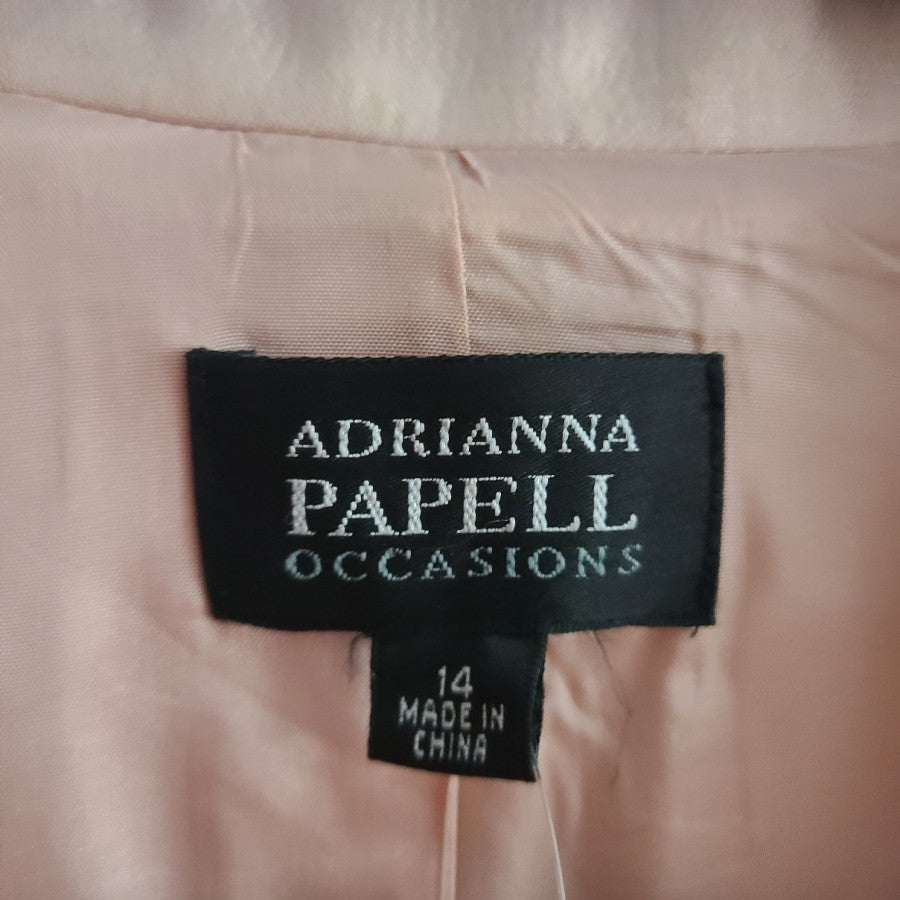 ADRIANNA
PAPELL
OCCASIONS
14
MADE IN
CHINA